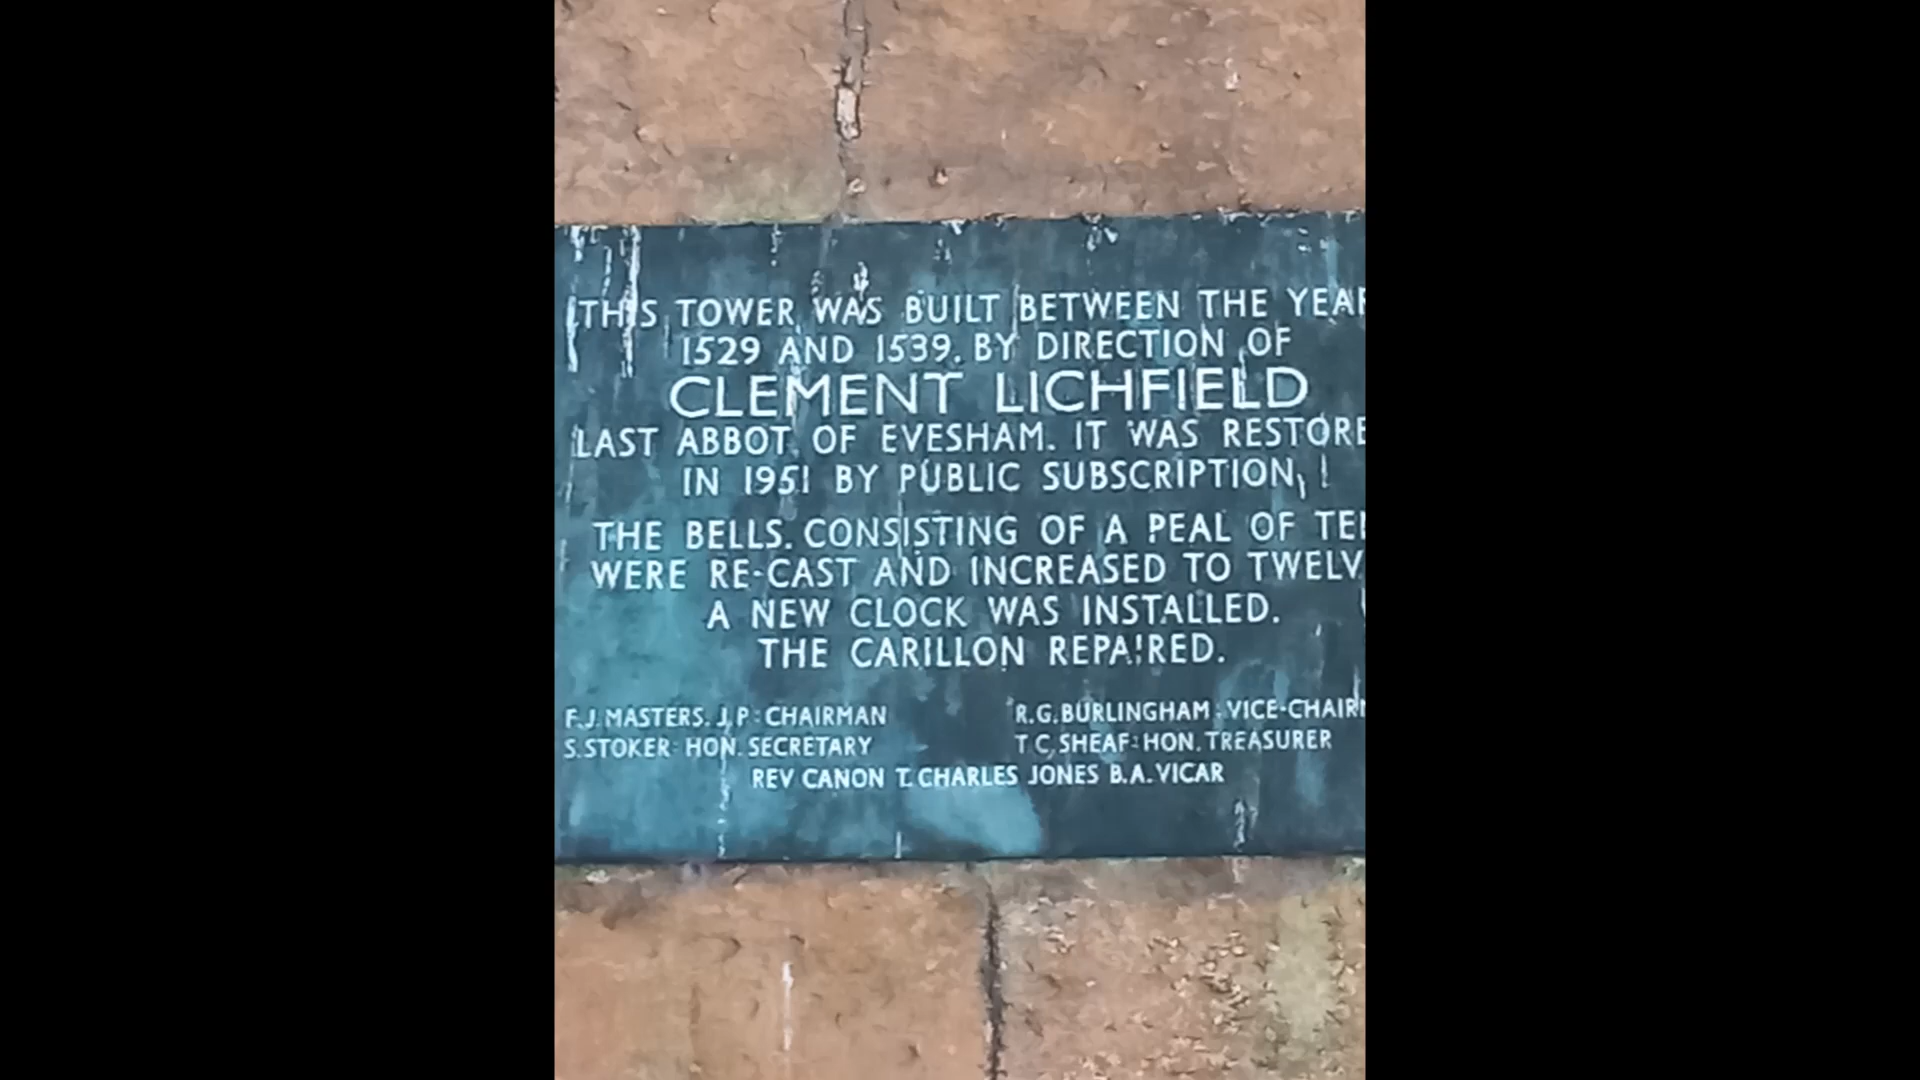 THIS TOWER WAS BUILT BETWEEN THE YEAR
1529 AND 1539. BY DIRECTION OF
CLEMENT LICHFIELD
LAST ABBOT OF EVESHAM. IT WAS RESTORE
IN 1951 BY PUBLIC SUBSCRIPTION,
THE BELLS. CONSISTING OF A PEAL OF TEN
WERE RE-CAST AND INCREASED TO TWELV
A NEW CLOCK WAS INSTALLED.
THE CARILLON REPAIRED.
F.J. MASTERS. J.P: CHAIRMAN R.G. BURLINGHAM: VICE-CHAIRM
S. STOKER: HON. SECRETARY T C, SHEAF: HON. TREASURER
REV CANON T. CHARLES JONES B.A. VICAR